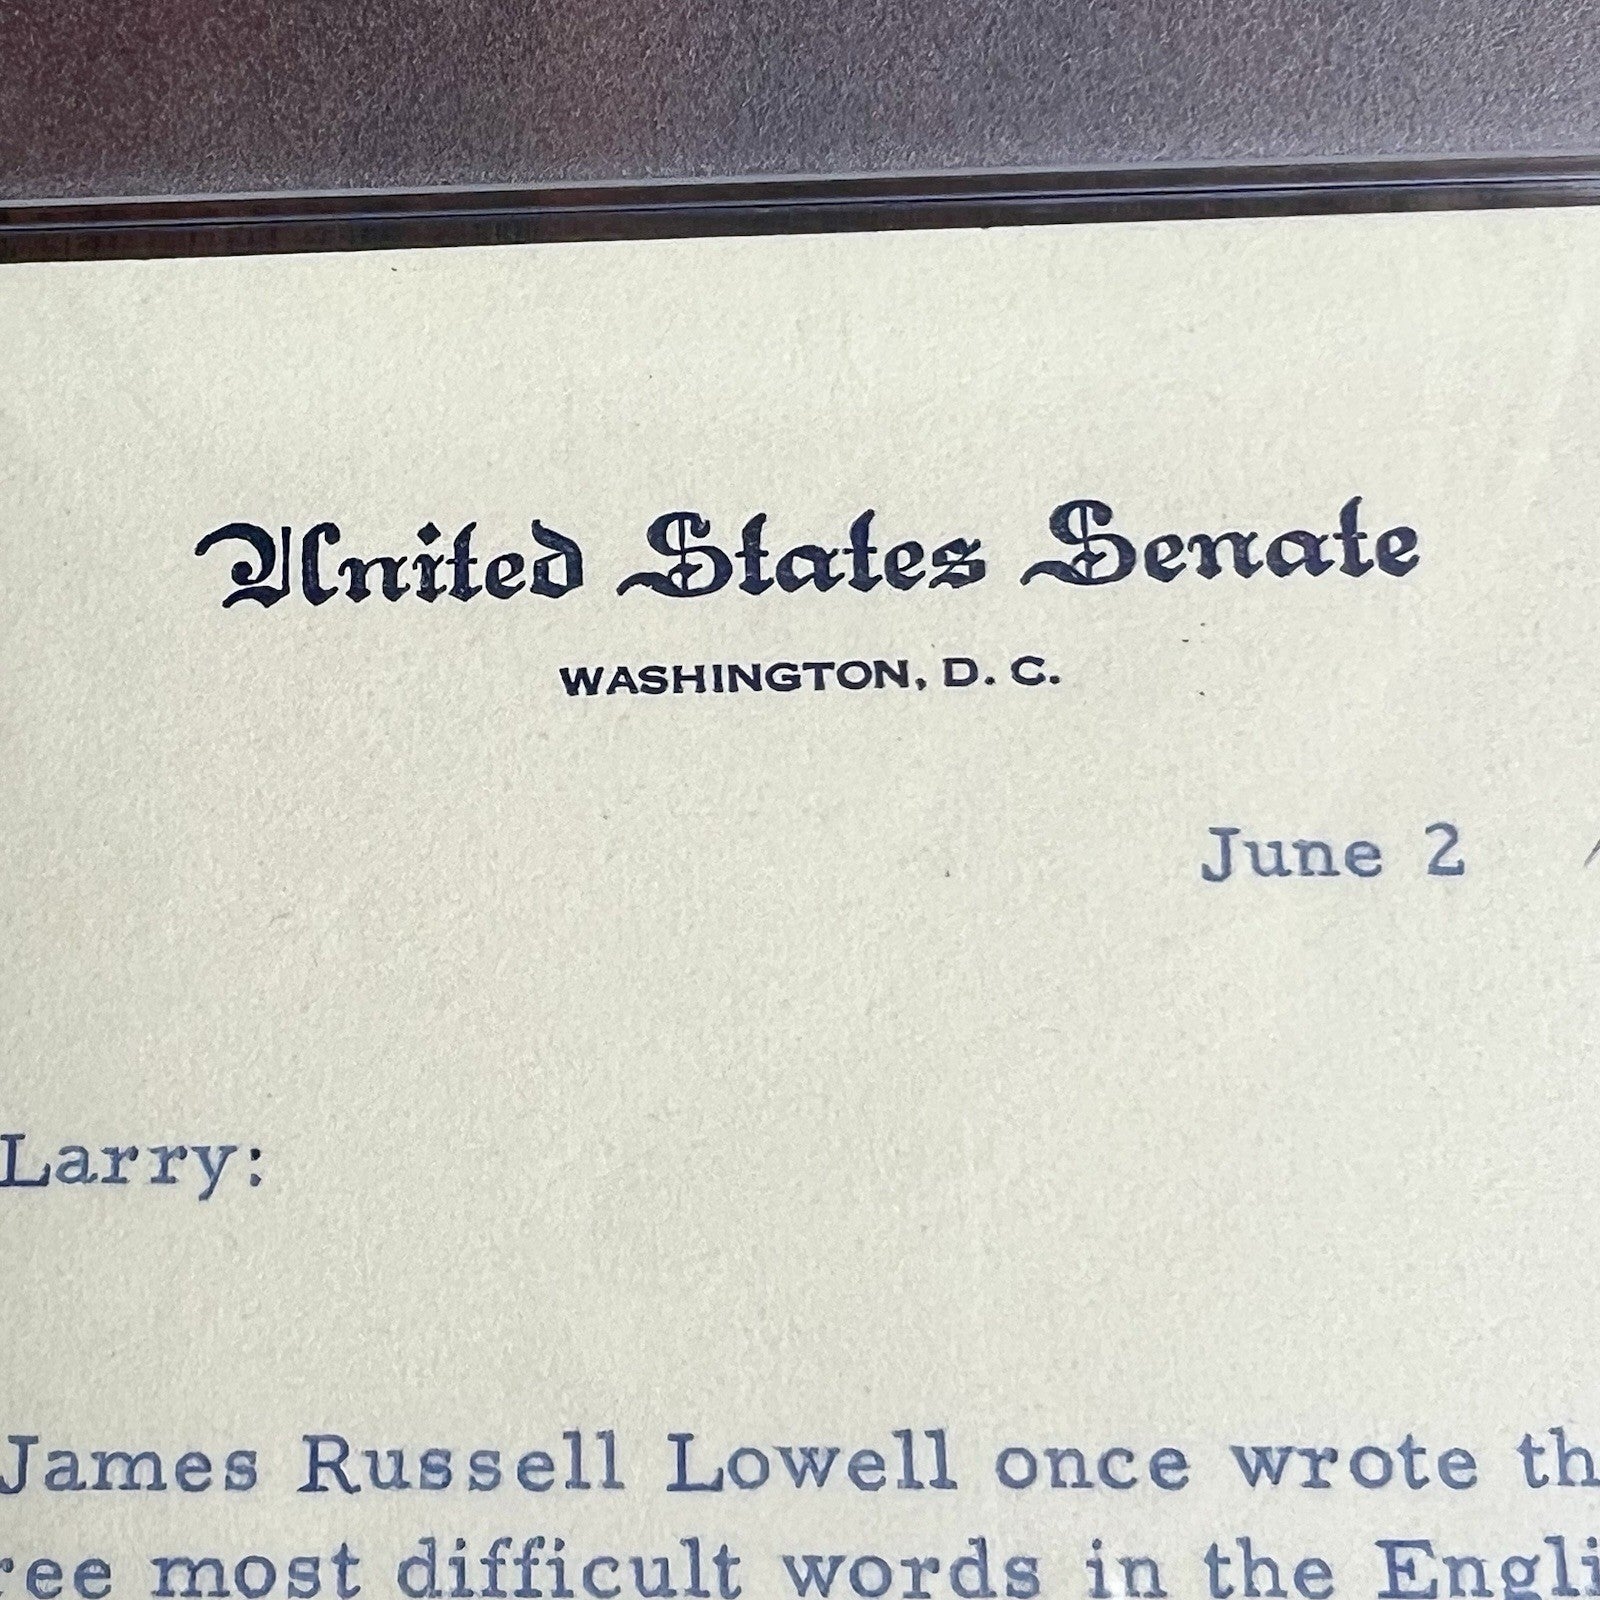 United States Senate
WASHINGTON, D. C.
June 2
Larry:
James Russell Lowell once wrote th
ree most difficult words in the Engli